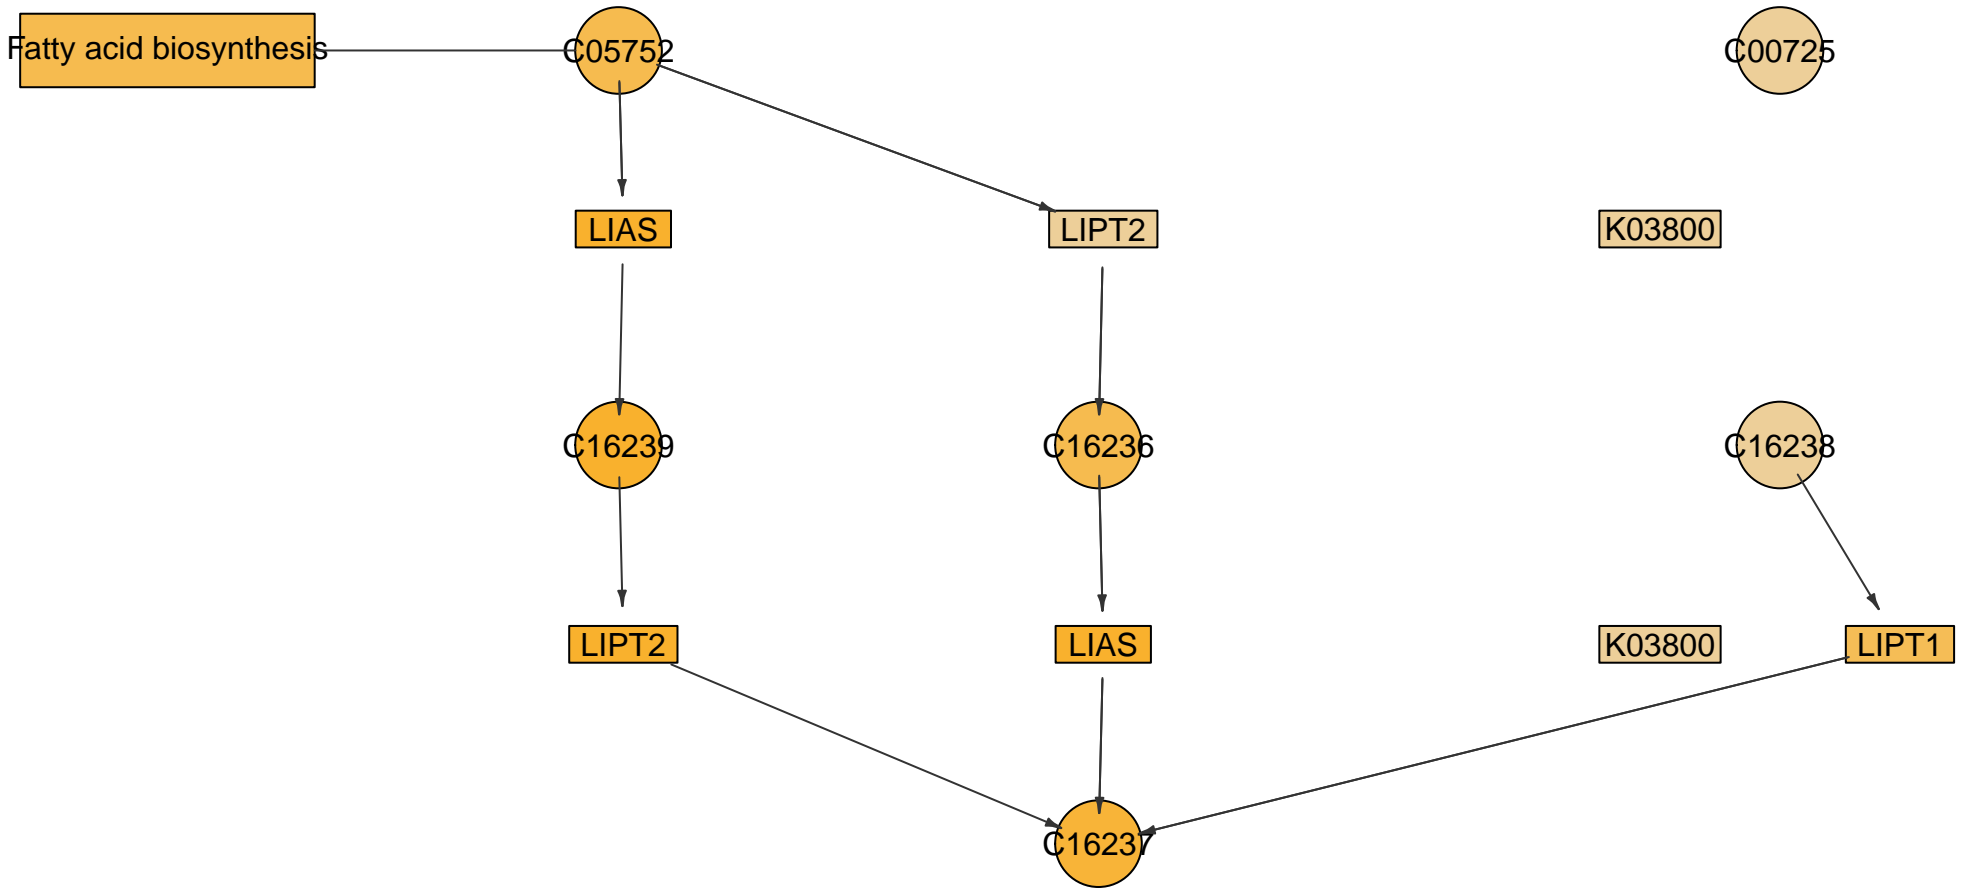 Fatty acid biosynthesis
C05752
C00725
LIAS
LIPT2
K03800
C16239
C16236
C16238
LIPT2
LIAS
K03800
LIPT1
C16237